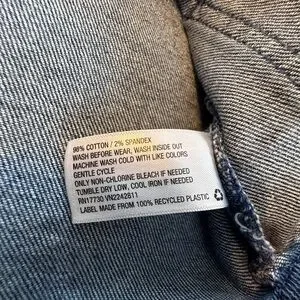 98% COTTON / 2% SPANDEX
WASH BEFORE WEAR, WASH INSIDE OUT
MACHINE WASH COLD WITH LIKE COLORS
GENTLE CYCLE
ONLY NON-CHLORINE BLEACH IF NEEDED
TUMBLE DRY LOW, COOL IRON IF NEEDED
RN17730 VN2242811
LABEL MADE FROM 100% RECYCLED PLASTIC